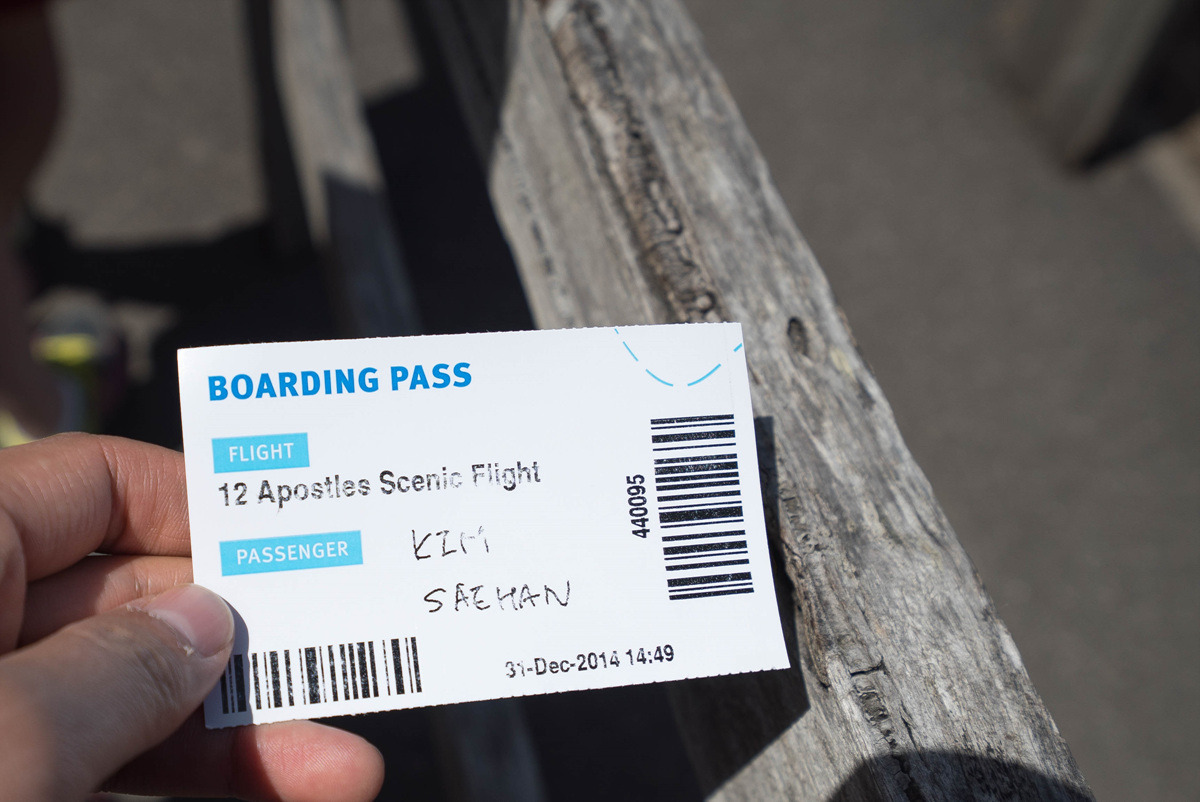 BOARDING PASS
FLIGHT
12 Apostles Scenic Flight
PASSENGER
KIM
SAEHAN
440095
31-Dec-2014 14:49